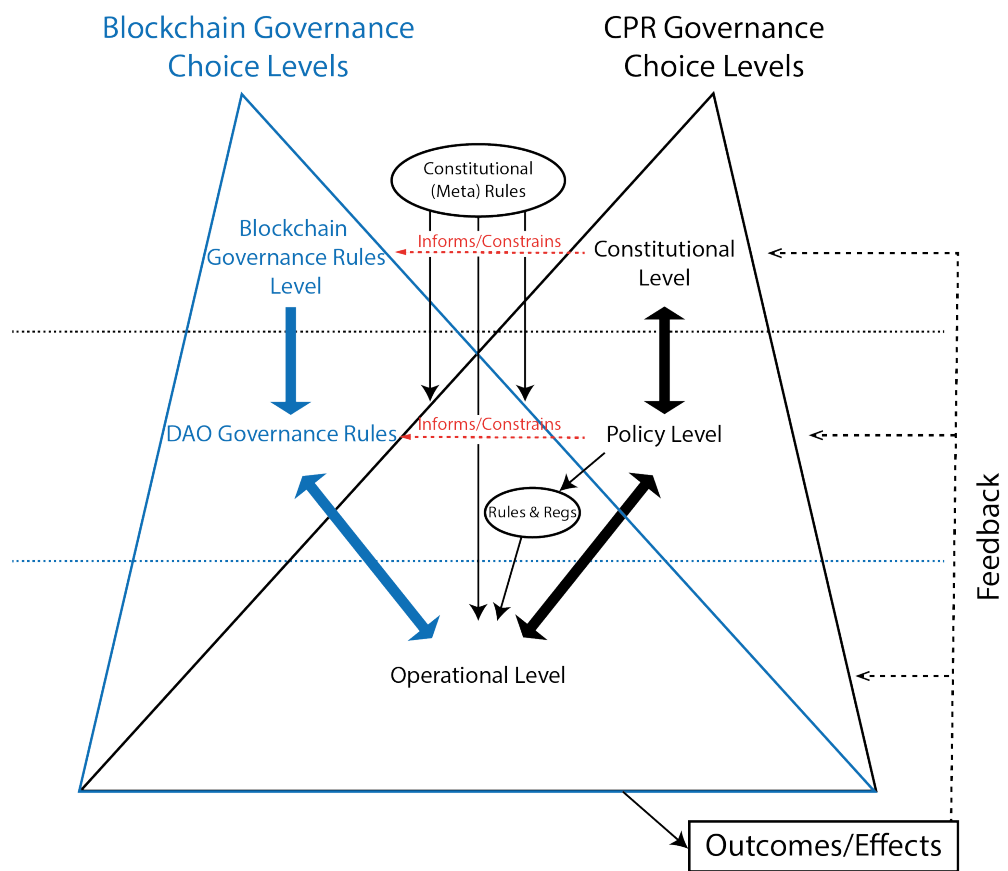 Blockchain Governance
Choice Levels
CPR Governance
Choice Levels
Constitutional
(Meta) Rules
Blockchain
Governance Rules
Level
Informs/Constrains
Constitutional
Level
DAO Governance Rules
Informs/Constrains
Policy Level
Rules & Regs
Feedback
Operational Level
Outcomes/Effects